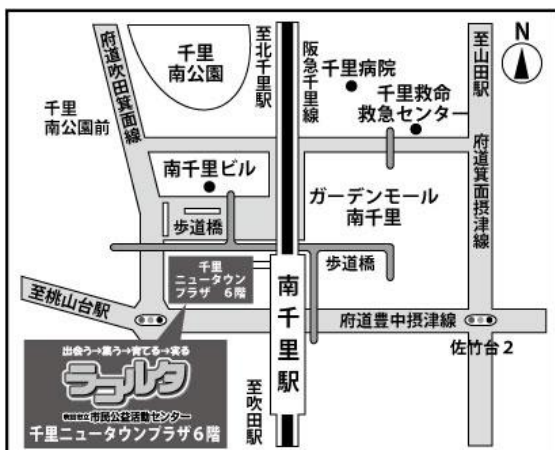 府道吹田箕面線
千里
南公園
至北千里駅
阪急千里線
千里病院
千里救命
救急センター
至山田駅
N
千里
南公園前
南千里ビル
ガーデンモール
南千里
府道箕面摂津線
歩道橋
歩道橋
千里
ニュータウン
プラザ 6階
至桃山台駅
南千里駅
府道豊中摂津線
佐竹台2
至吹田駅
出会う→集う→育てる→実る
ラコルタ
吹田市立市民公益活動センター
千里ニュータウンプラザ6階